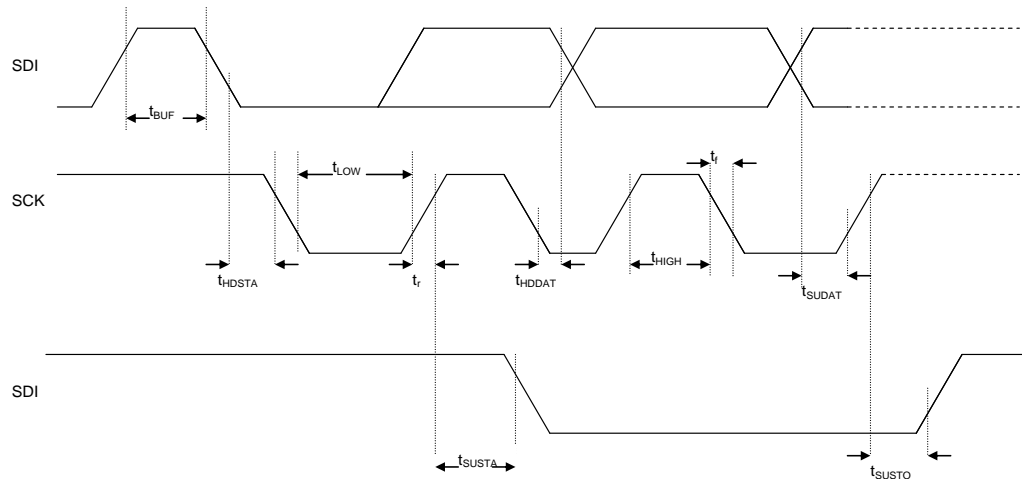 SDI
tBUF
tLOW
tf
SCK
tHDSTA
tr
tHDDAT
tHIGH
tSUDAT
SDI
tSUSTA
tSUSTO